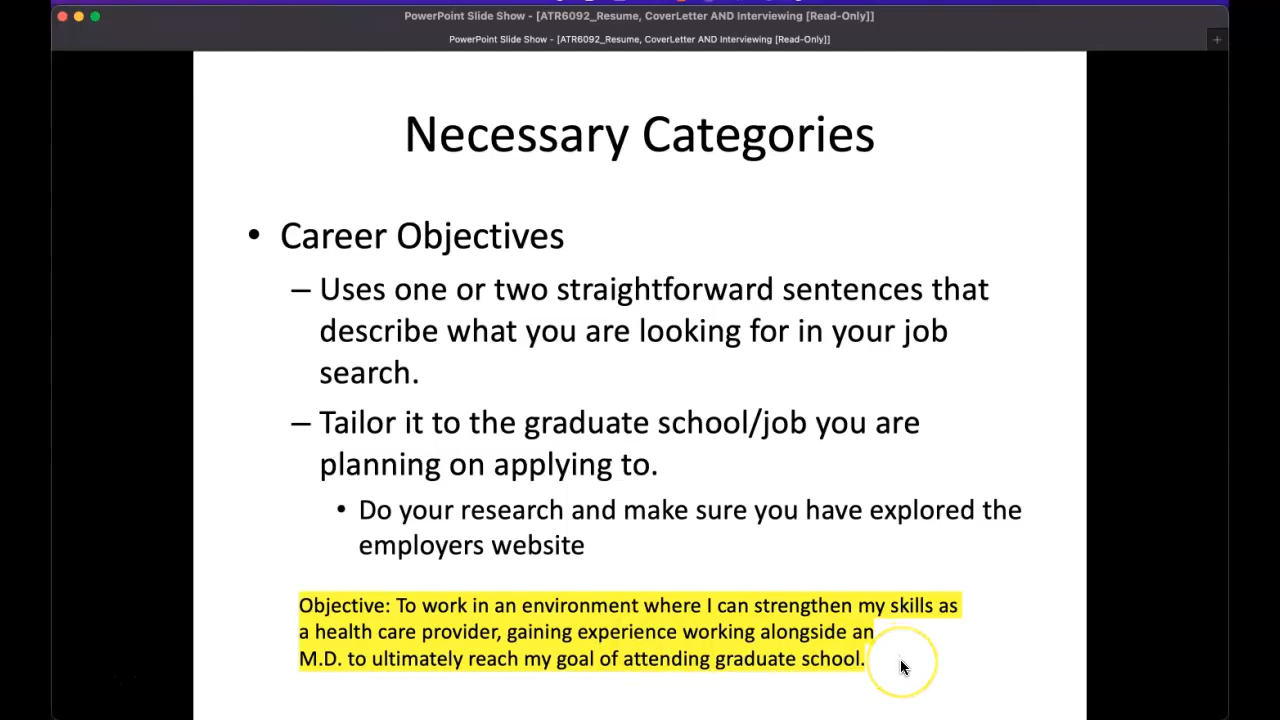 PowerPoint Slide Show - [ATR6092_Resume, CoverLetter AND Interviewing [Read-Only]]
PowerPoint Slide Show - [ATR6092_Resume, CoverLetter AND Interviewing [Read-Only]]
Necessary Categories
• Career Objectives
– Uses one or two straightforward sentences that
describe what you are looking for in your job
search.
– Tailor it to the graduate school/job you are
planning on applying to.
• Do your research and make sure you have explored the
employers website
Objective: To work in an environment where I can strengthen my skills as
a health care provider, gaining experience working alongside an
M.D. to ultimately reach my goal of attending graduate school.